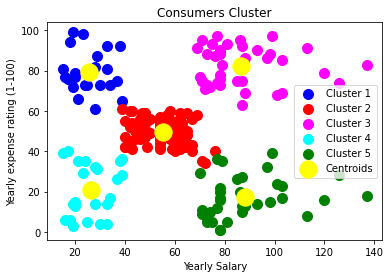 Consumers Cluster
Yearly expense rating (1-100)
100
80
60
40
20
0
Cluster 1
Cluster 2
Cluster 3
Cluster 4
Cluster 5
Centroids
20
40
60
80
100
120
140
Yearly Salary